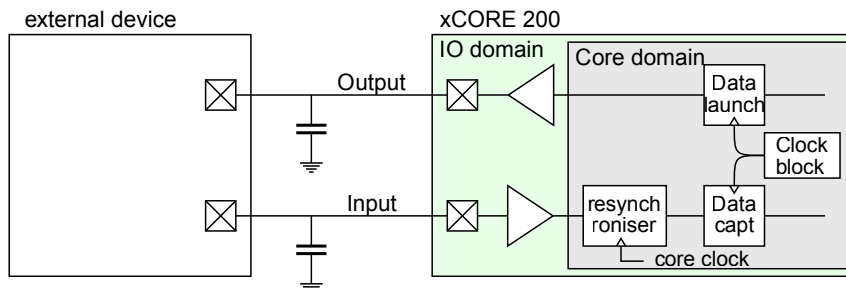 external device
xCORE 200
IO domain
Core domain
Output
Data
launch
Clock
block
Input
resynch
roniser
Data
capt
core clock